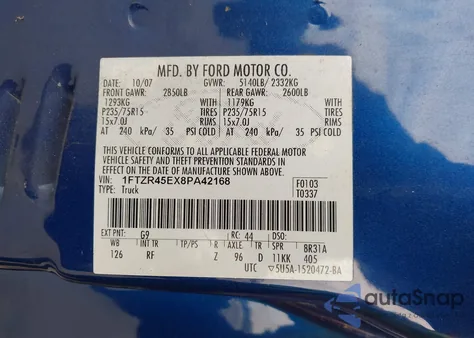 MFD. BY FORD MOTOR CO.
DATE: 10/07 GVWR: 5140LB/ 2332KG
FRONT GAWR: 2850LB REAR GAWR: 2600LB
1293KG WITH 1179KG WITH
P235/75R15 TIRES P235/75R15 TIRES
15x7.0J RIMS 15x7.0J RIMS
AT 240 kPa/ 35 PSI COLD AT 240 kPa/ 35 PSI COLD
THIS VEHICLE CONFORMS TO ALL APPLICABLE FEDERAL MOTOR
VEHICLE SAFETY AND THEFT PREVENTION STANDARDS IN
EFFECT ON THE DATE OF MANUFACTURE SHOWN ABOVE.
VIN: 1FTZR45EX8PA42168 F0103
TYPE: Truck T0337
EXT PNT: G9 RC: 44 DSO:
WB INT TR TP/PS R AXLE TR SPR BR31A
126 RF Z 96 D 11KK 405
UTC 5U5A-1520472-BA
autoSnap